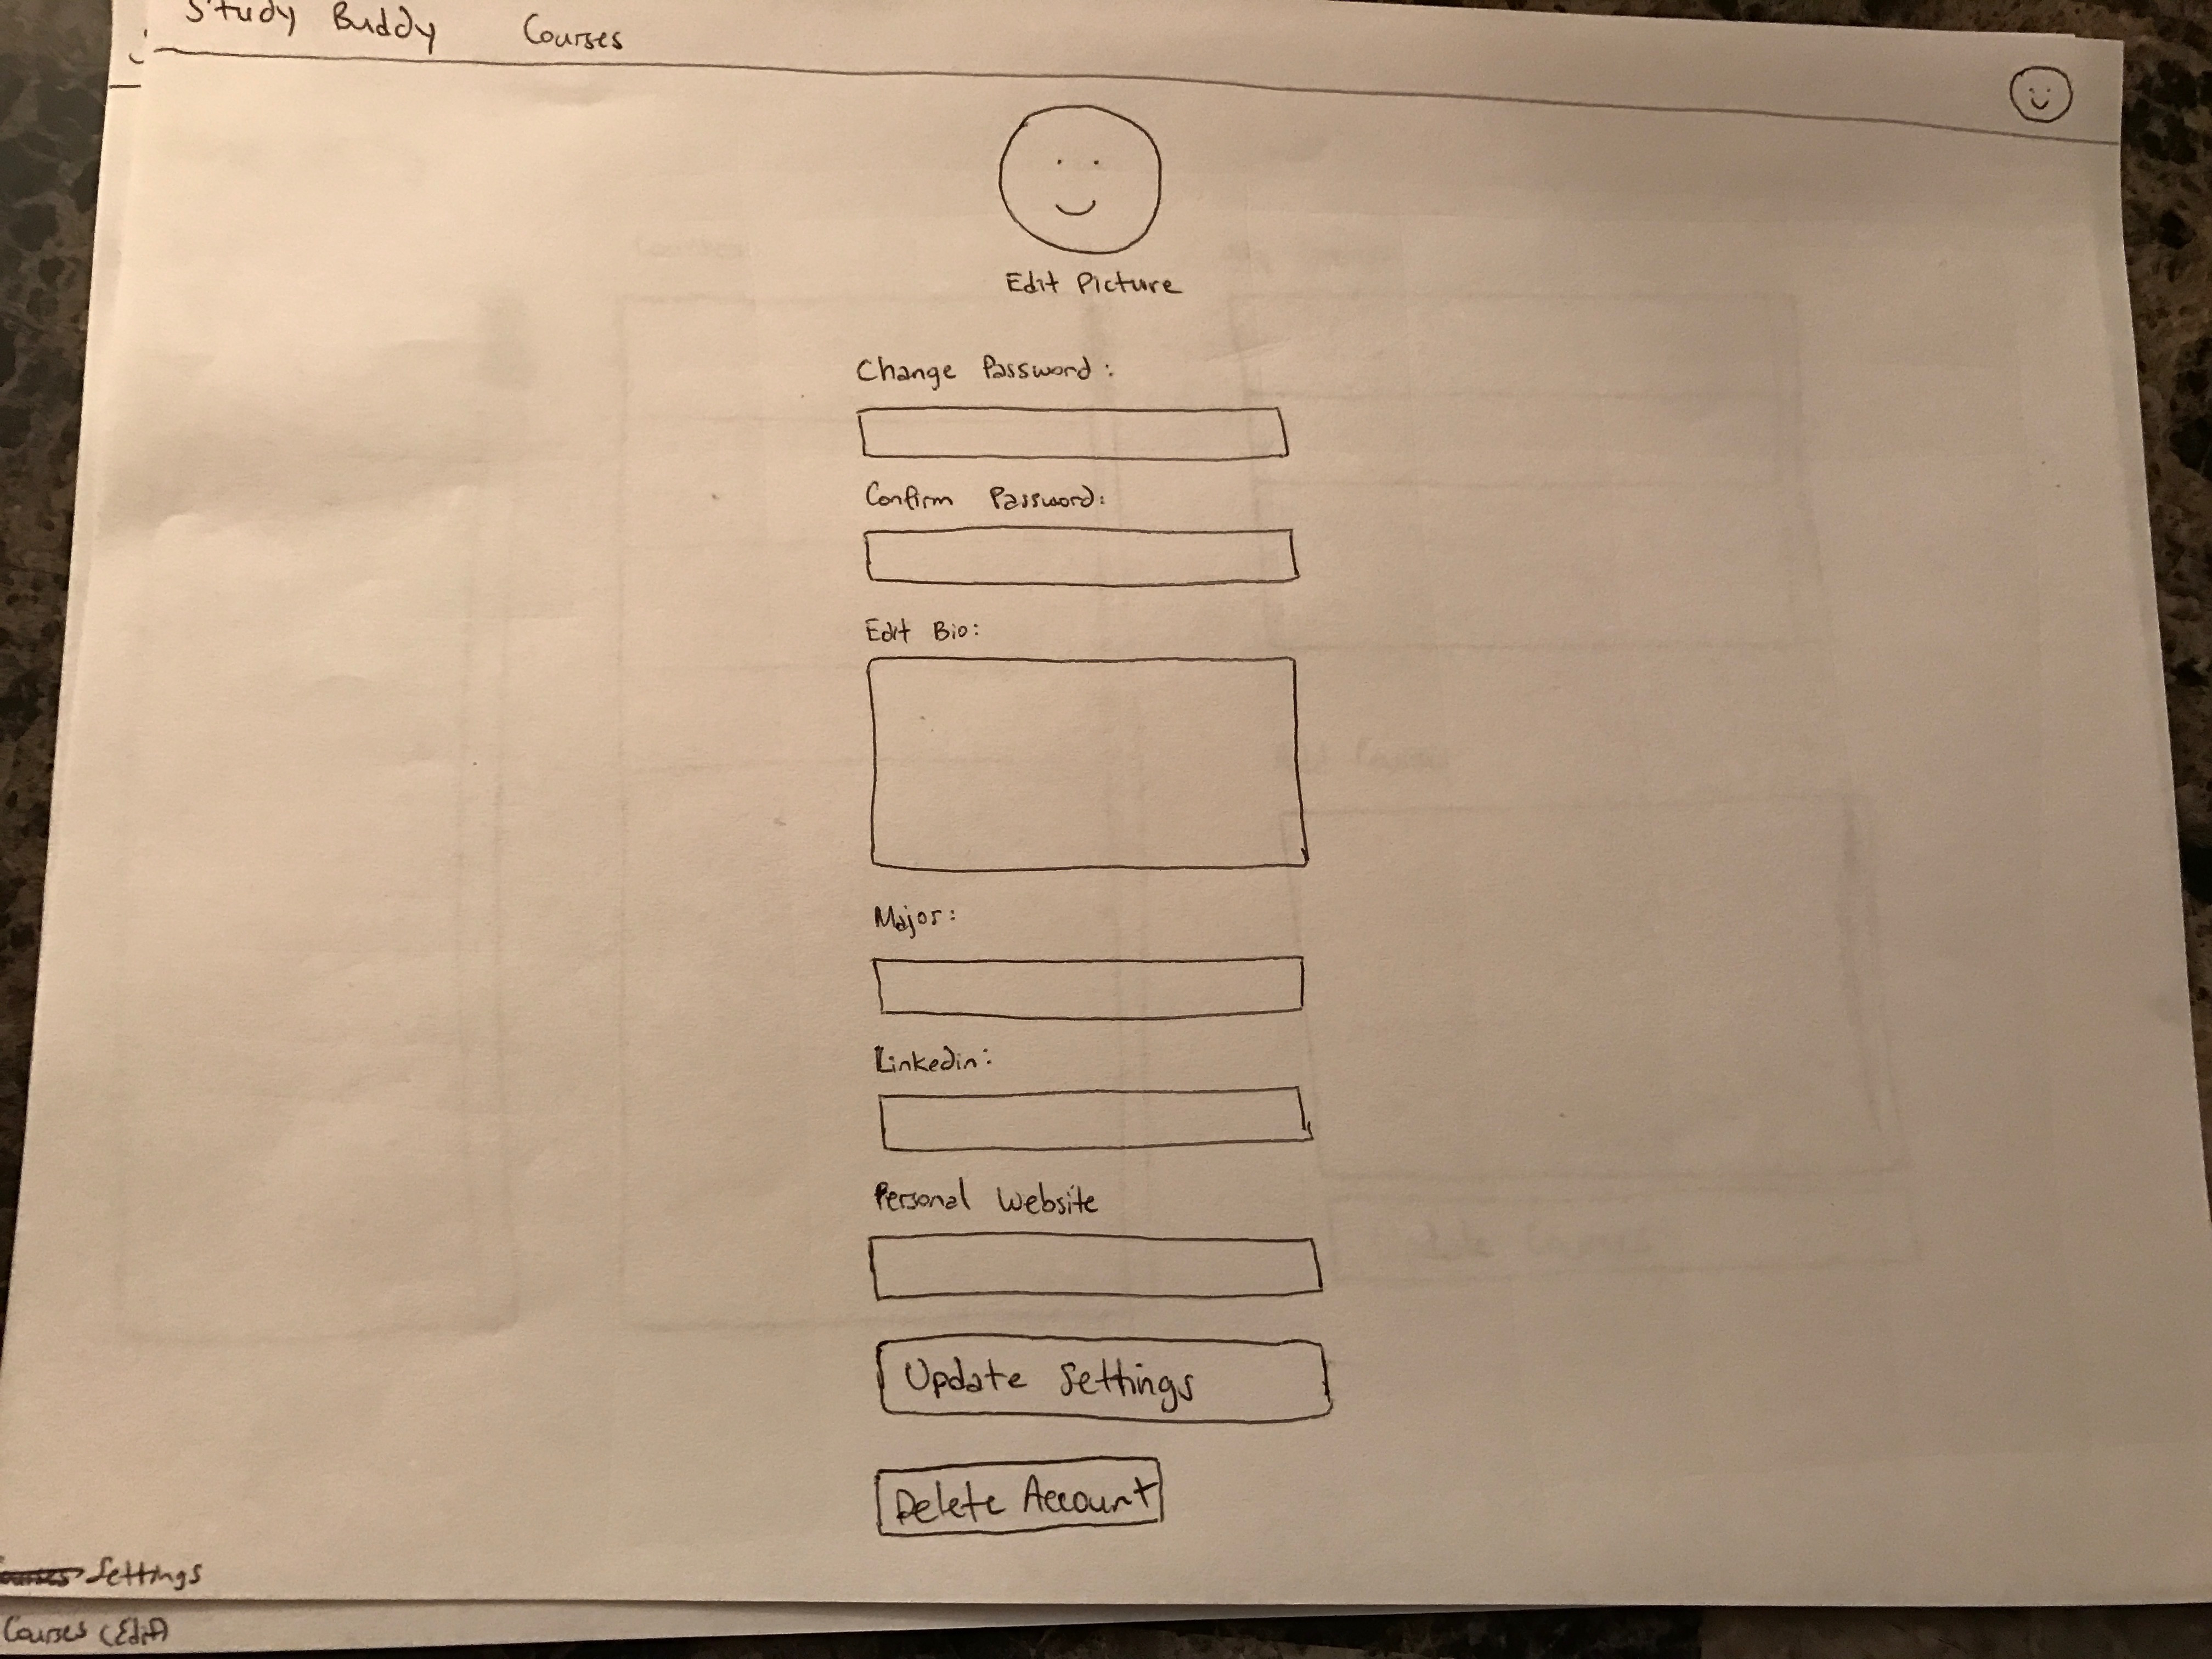 Study Buddy Courses
Edit Picture
Change Password:
Confirm Password:
Edit Bio:
Major:
Linkedin:
Personal Website
Update Settings
Delete Account
Settings
Courses (Edit)